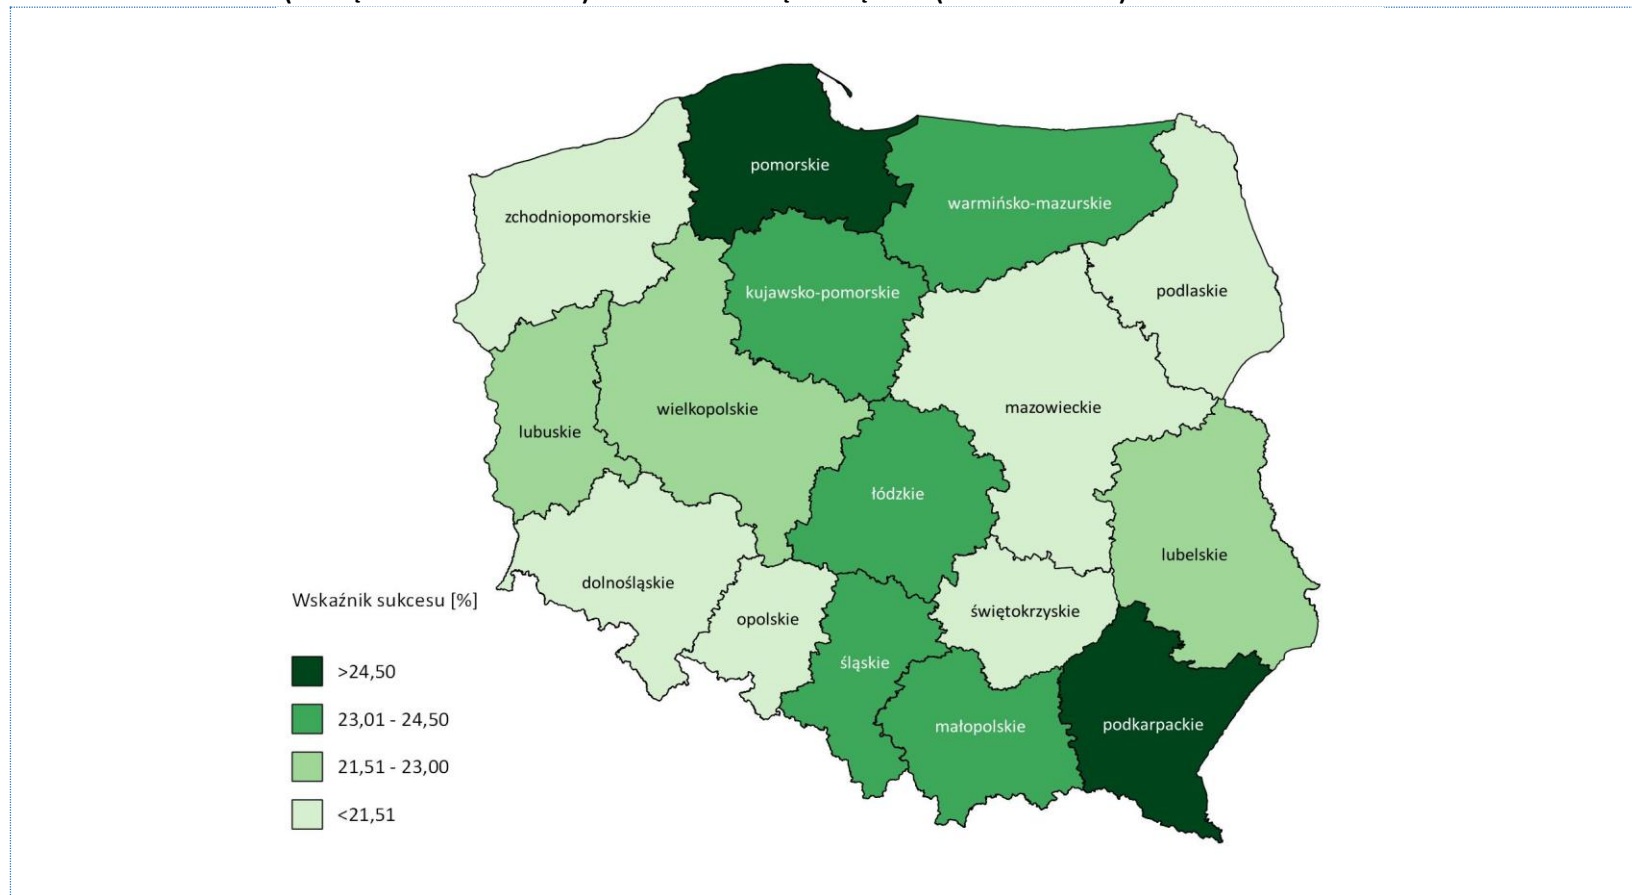 pomorskie
warmińsko-mazurskie
zchodniopomorskie
kujawsko-pomorskie
podlaskie
wielkopolskie
mazowieckie
lubuskie
łódzkie
lubelskie
dolnośląskie
opolskie
świętokrzyskie
śląskie
małopolskie
podkarpackie
Wskaźnik sukcesu [%]
>24,50
23,01 - 24,50
21,51 - 23,00
<21,51